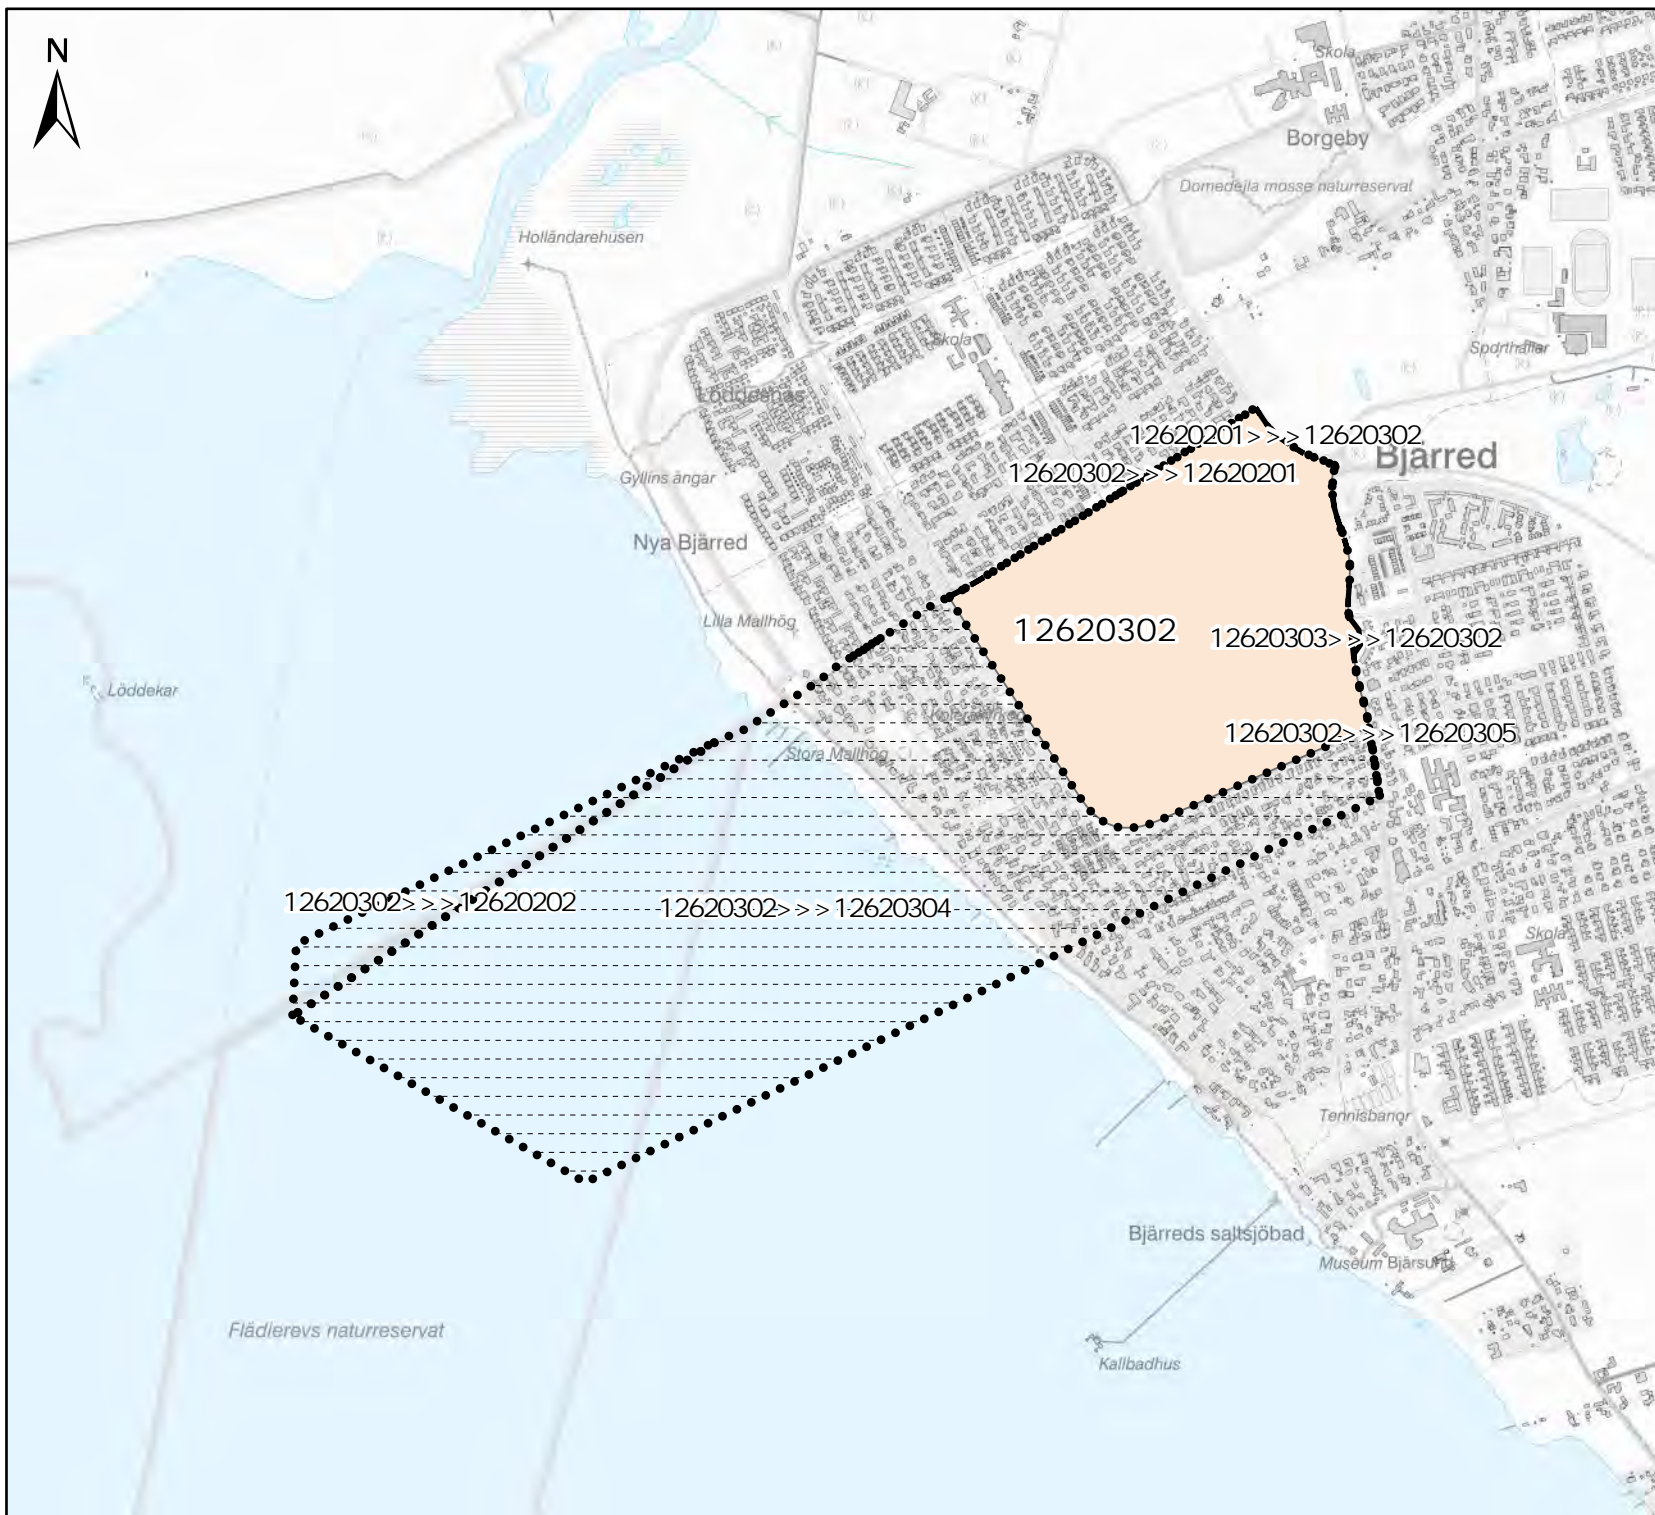 N
Skola
Borgeby
Domedejla mosse naturreservat
Holländarehusen
Skola
Sporthallar
Löddesnäs
12620201>>>12620302
Bjärred
12620302>>>12620201
Gyllins ängar
Nya Bjärred
Lilla Mallhög
12620302
12620303>>>12620302
Löddekar
12620302>>>12620305
Stora Mallhög
12620302>>>12620202
12620302>>>12620304
Skola
Tennisbanor
Bjärreds saltsjöbad
Museum
Bjärsund
Flädierevs naturreservat
Kallbadhus